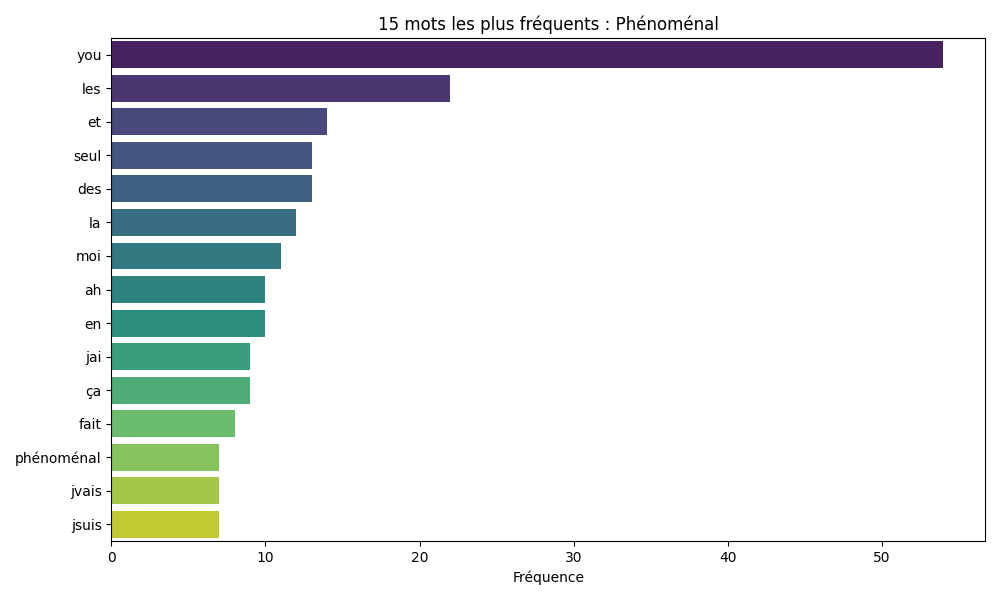 15 mots les plus fréquents : Phénoménal
you
les
et
seul
des
la
moi
ah
en
jai
ça
fait
phénoménal
jvais
jsuis
0 10 20 30 40 50
Fréquence